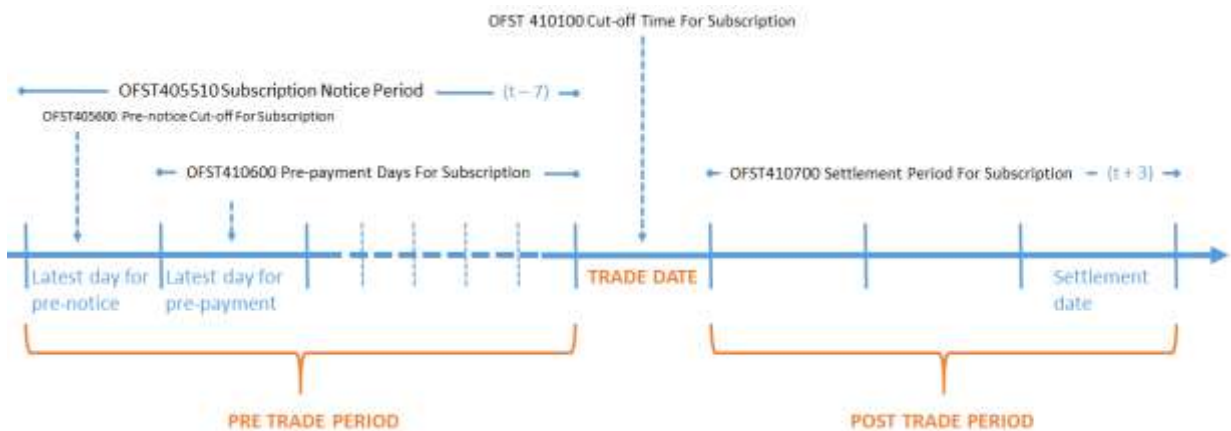 OFST 410100 Cut-off Time For Subscription
OFST405510 Subscription Notice Period (t – 7)
OFST405600 Pre-notice Cut-off For Subscription
OFST410600 Pre-payment Days For Subscription
OFST410700 Settlement Period For Subscription (t + 3)
Latest day for
pre-notice
Latest day for
pre-payment
TRADE DATE
Settlement
date
PRE TRADE PERIOD
POST TRADE PERIOD